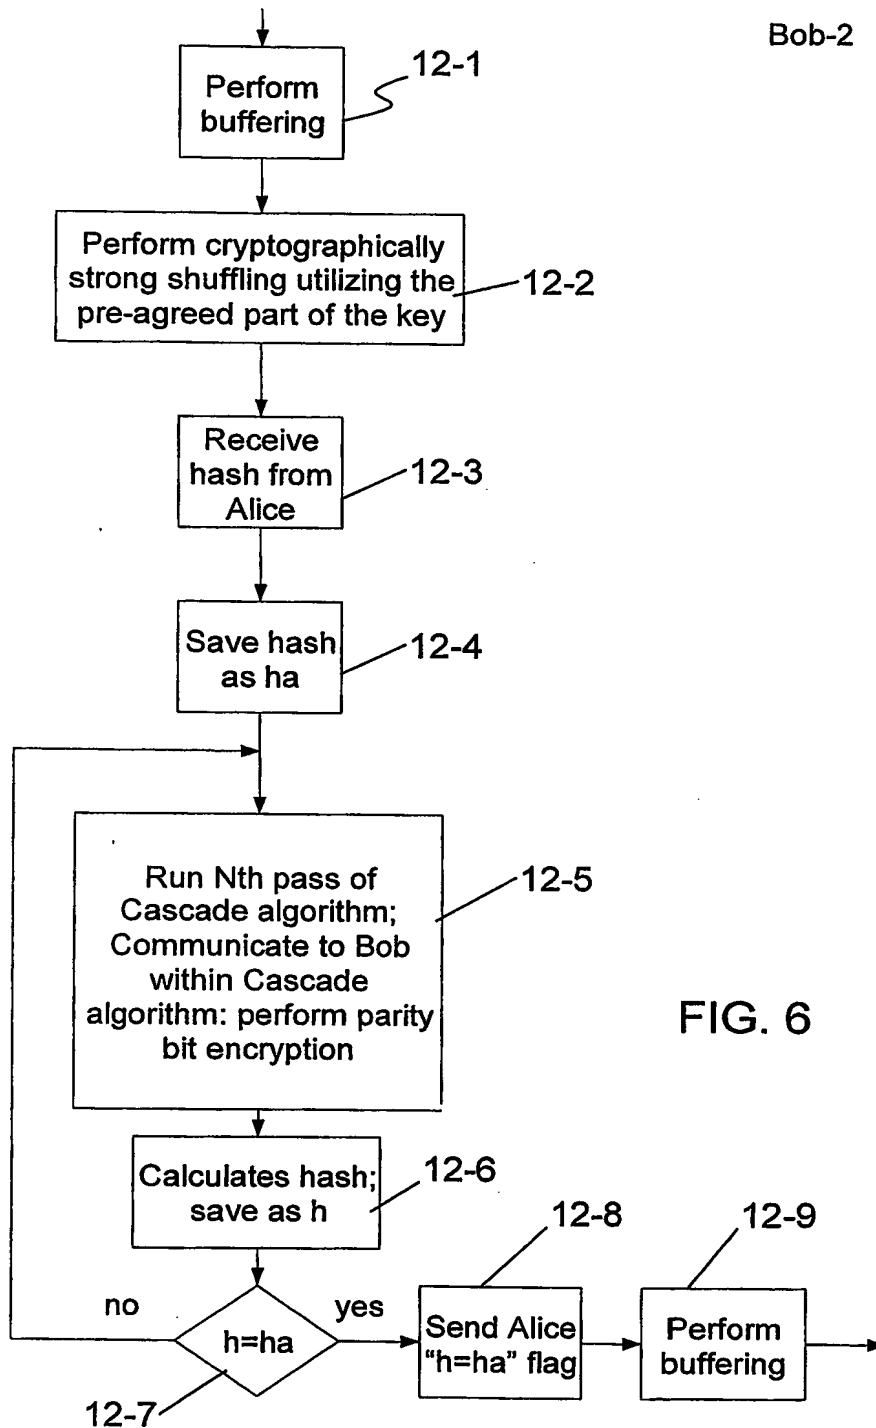 Bob-2
12-1
Perform
buffering
Perform cryptographically
strong shuffling utilizing the
pre-agreed part of the key
12-2
Receive
hash from
Alice
12-3
Save hash
as ha
12-4
Run Nth pass of
Cascade algorithm;
Communicate to Bob
within Cascade
algorithm: perform parity
bit encryption
12-5
FIG. 6
Calculates hash;
save as h
12-6
12-8
12-9
no
yes
h=ha
Send Alice
“h=ha” flag
Perform
buffering
12-7